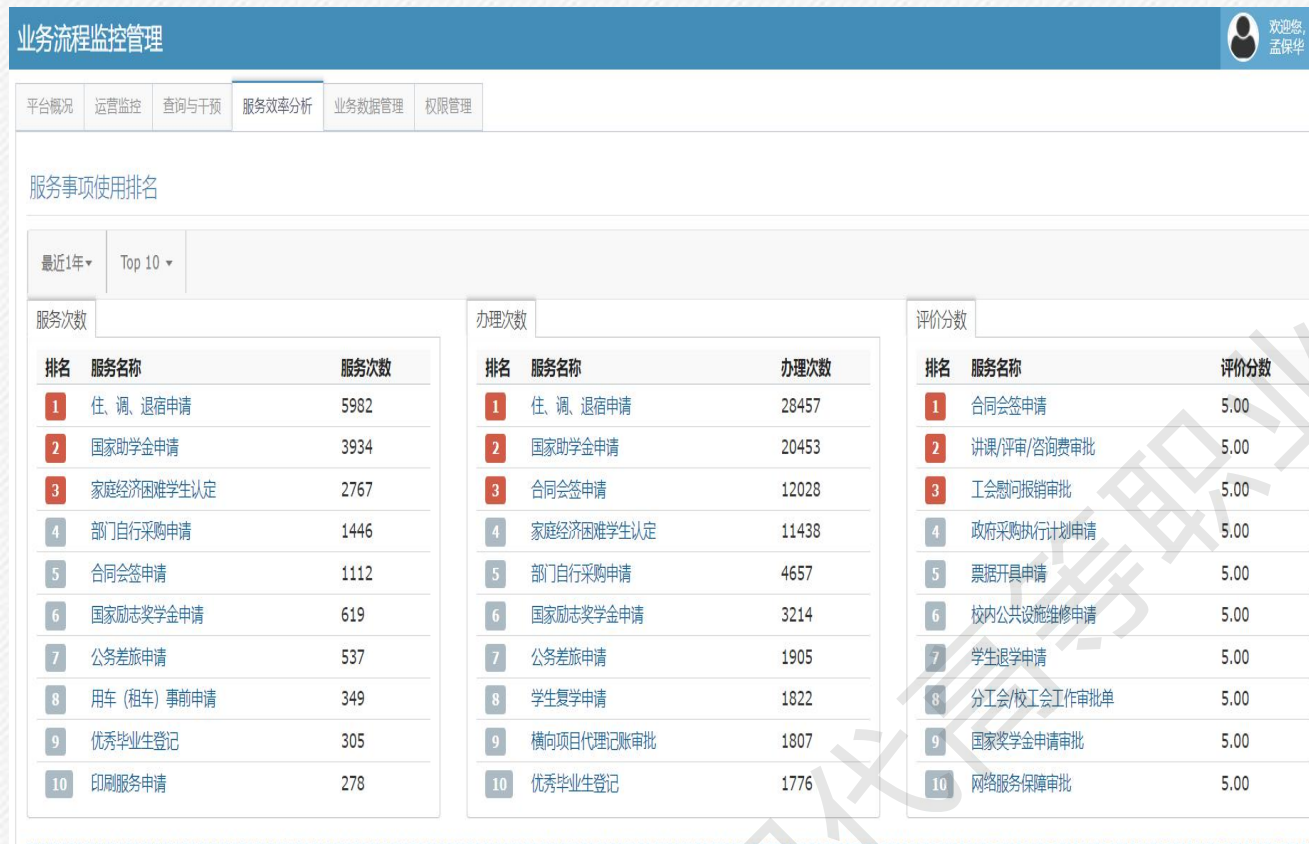 业务流程监控管理
欢迎您,
孟保华
平台概况 运营监控 查询与干预 服务效率分析 业务数据管理 权限管理
服务事项使用排名
最近1年 Top 10
服务次数
排名 服务名称 服务次数
1 住、调、退宿申请 5982
2 国家助学金申请 3934
3 家庭经济困难学生认定 2767
4 部门自行采购申请 1446
5 合同会签申请 1112
6 国家励志奖学金申请 619
7 公务差旅申请 537
8 用车（租车）事前申请 349
9 优秀毕业生登记 305
10 印刷服务申请 278
办理次数
排名 服务名称 办理次数
1 住、调、退宿申请 28457
2 国家助学金申请 20453
3 合同会签申请 12028
4 家庭经济困难学生认定 11438
5 部门自行采购申请 4657
6 国家励志奖学金申请 3214
7 公务差旅申请 1905
8 学生复学申请 1822
9 横向项目代理记账审批 1807
10 优秀毕业生登记 1776
评价分数
排名 服务名称 评价分数
1 合同会签申请 5.00
2 讲课/评审/咨询费审批 5.00
3 工会慰问报销审批 5.00
4 政府采购执行计划申请 5.00
5 票据开具申请 5.00
6 校内公共设施维修申请 5.00
7 学生退学申请 5.00
8 分工会/校工会工作审批单 5.00
9 国家奖学金申请审批 5.00
10 网络服务保障审批 5.00
代高等职业